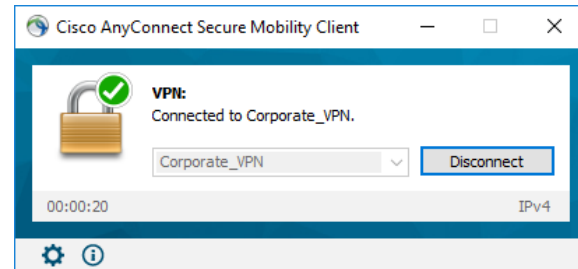 Cisco AnyConnect Secure Mobility Client
VPN:
Connected to Corporate_VPN.
Corporate_VPN
Disconnect
00:00:20
IPv4